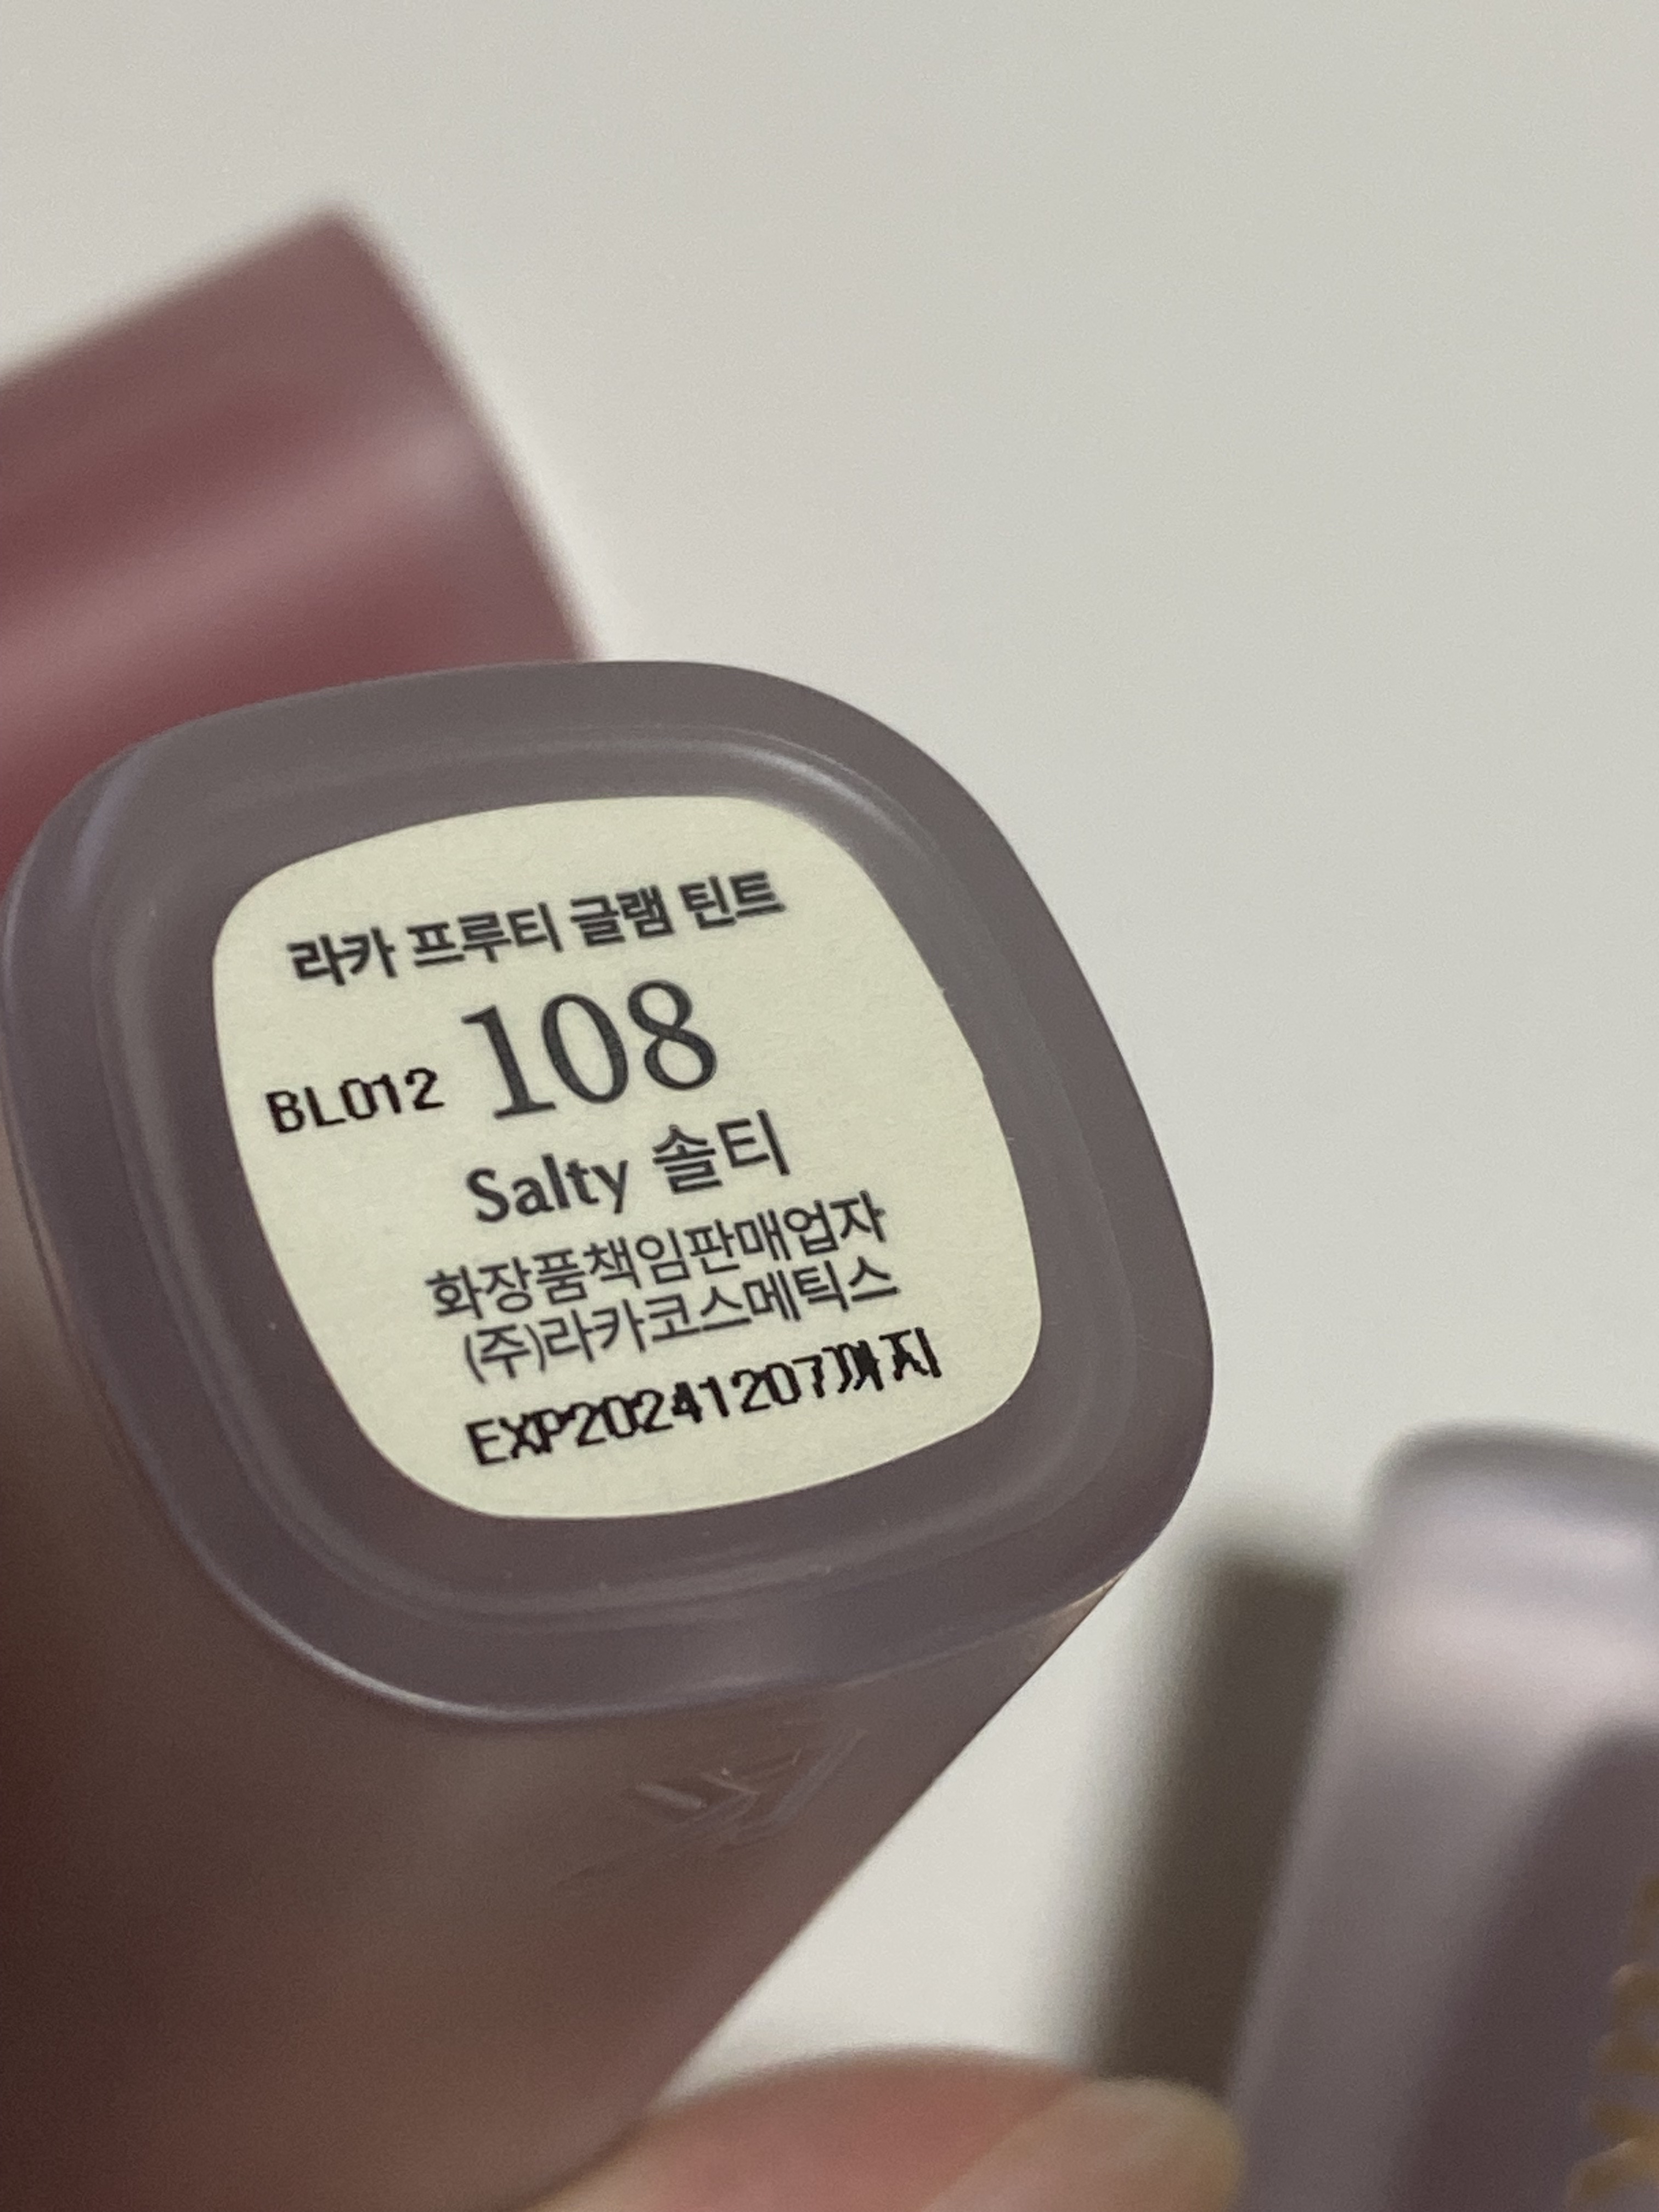 라카 프루티 글램 틴트
BL012 108
Salty 솔티
화장품책임판매업자
(주)라카코스메틱스
EXP20241207까지